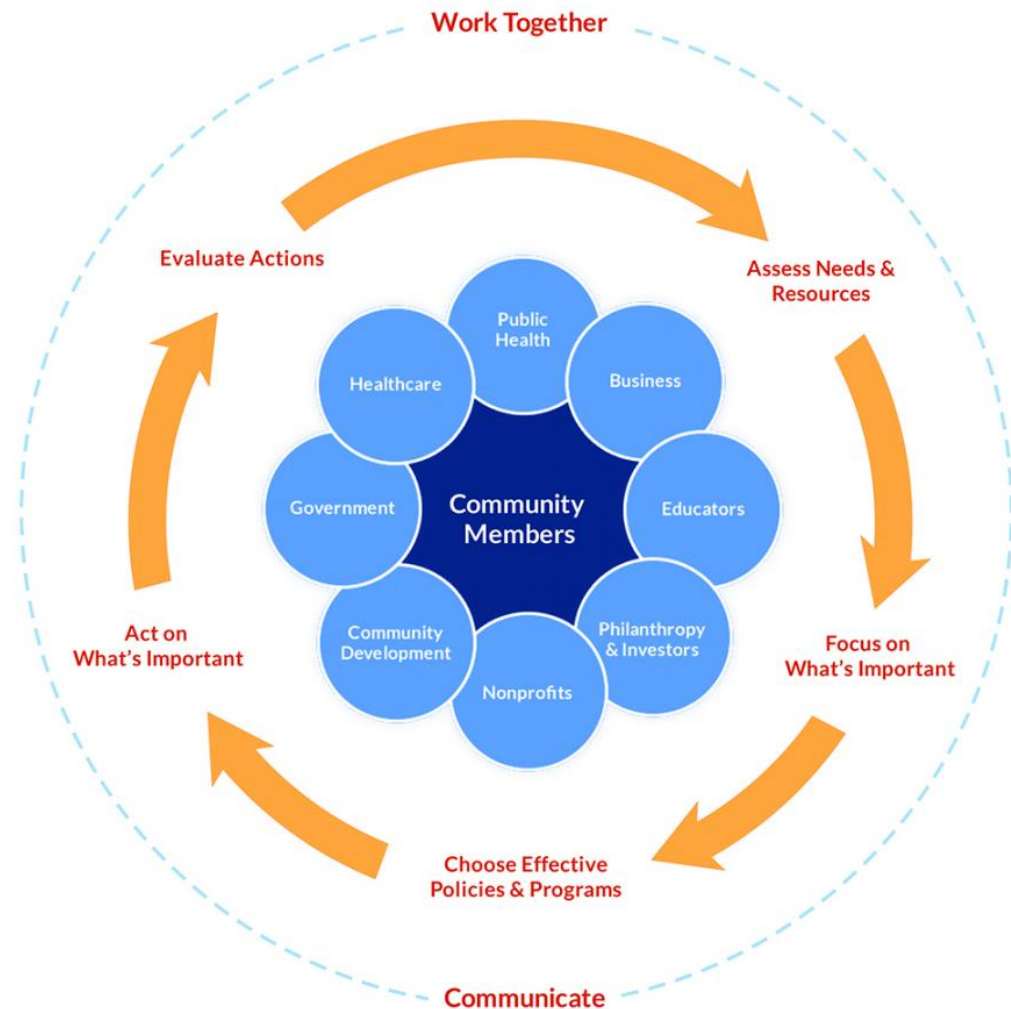 Work Together
Evaluate Actions
Assess Needs &
Resources
Public
Health
Healthcare
Business
Government
Community
Members
Educators
Community
Development
Philanthropy
& Investors
Nonprofits
Act on
What’s Important
Focus on
What’s Important
Choose Effective
Policies & Programs
Communicate